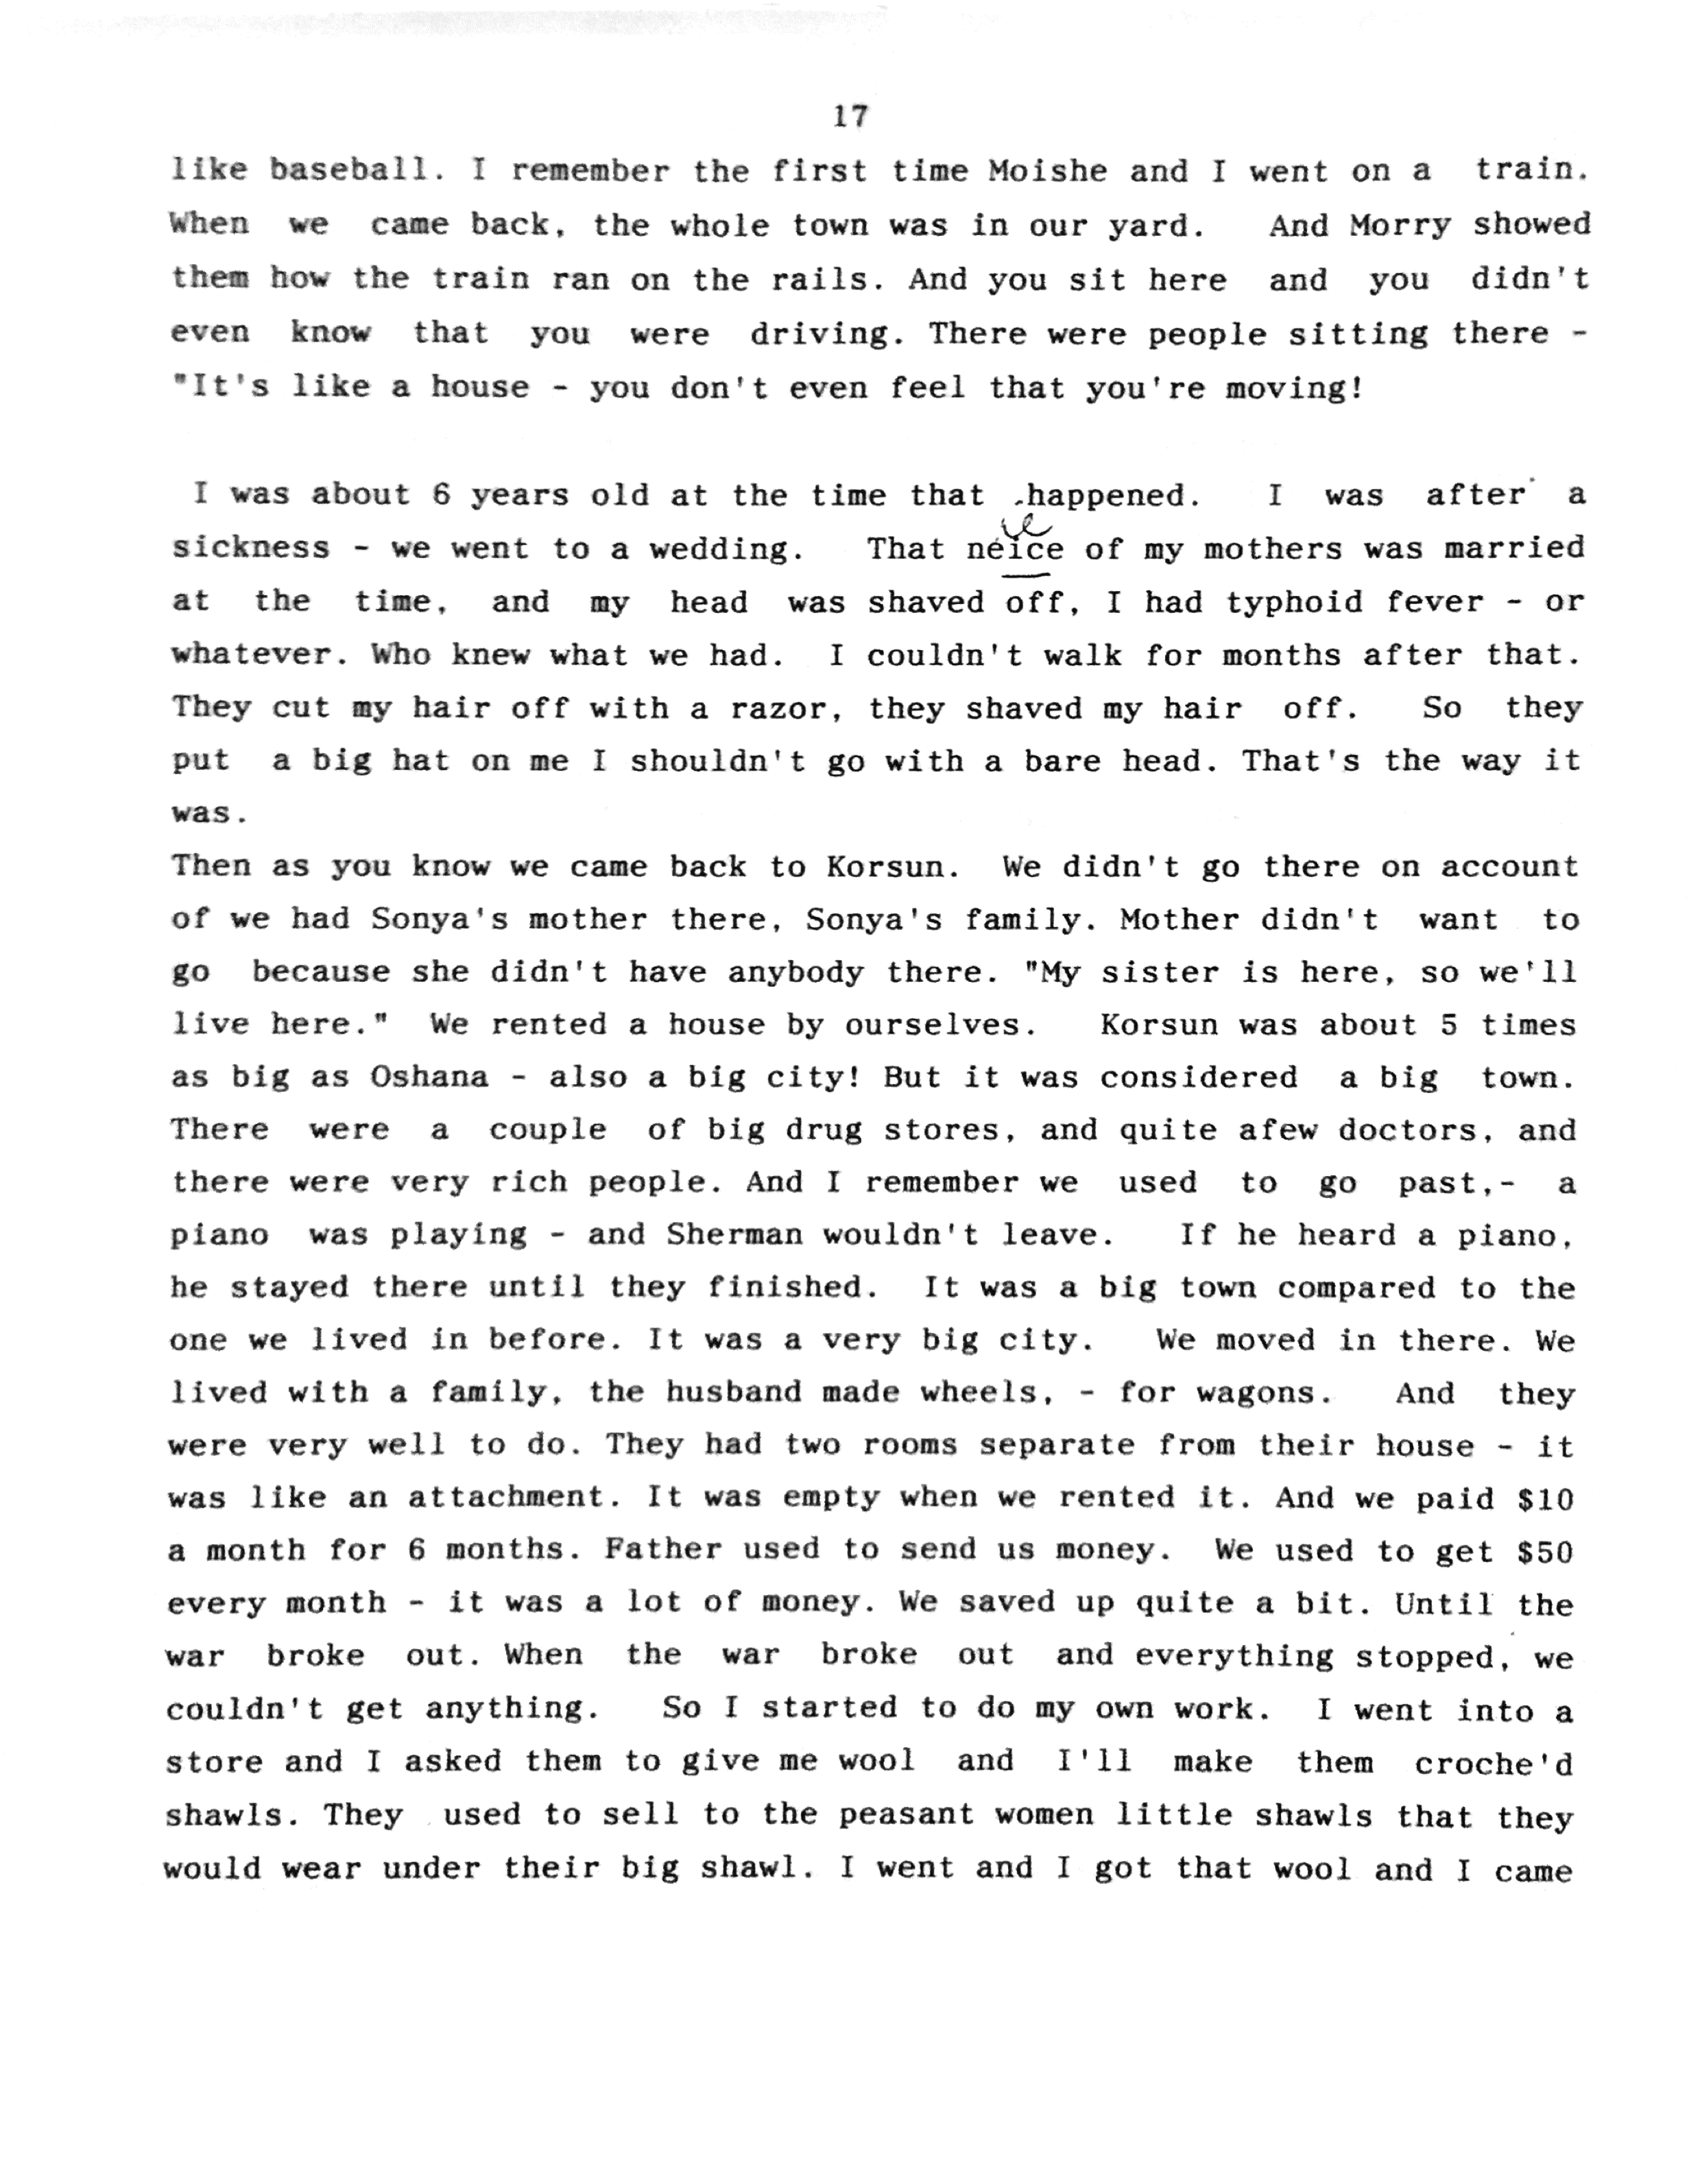 17
like baseball. I remember the first time Moishe and I went on a train.
When we came back, the whole town was in our yard. And Morry showed
them how the train ran on the rails. And you sit here and you didn't
even know that you were driving. There were people sitting there -
"It's like a house - you don't even feel that you're moving!
I was about 6 years old at the time that happened. I was after a
ie
sickness - we went to a wedding. That neice of my mothers was married
at the time, and my head was shaved off, I had typhoid fever - or
whatever. Who knew what we had. I couldn't walk for months after that.
They cut my hair off with a razor, they shaved my hair off. So they
put a big hat on me I shouldn't go with a bare head. That's the way it
was.
Then as you know we came back to Korsun. We didn't go there on account
of we had Sonya's mother there, Sonya's family. Mother didn't want to
go because she didn't have anybody there. "My sister is here, so we'll
live here." We rented a house by ourselves. Korsun was about 5 times
as big as Oshana - also a big city! But it was considered a big town.
There were a couple of big drug stores, and quite afew doctors, and
there were very rich people. And I remember we used to go past,- a
piano was playing - and Sherman wouldn't leave. If he heard a piano,
he stayed there until they finished. It was a big town compared to the
one we lived in before. It was a very big city. We moved in there. We
lived with a family, the husband made wheels, - for wagons. And they
were very well to do. They had two rooms separate from their house - it
was like an attachment. It was empty when we rented it. And we paid $10
a month for 6 months. Father used to send us money. We used to get $50
every month - it was a lot of money. We saved up quite a bit. Until the
war broke out. When the war broke out and everything stopped, we
couldn't get anything. So I started to do my own work. I went into a
store and I asked them to give me wool and I'll make them croche'd
shawls. They used to sell to the peasant women little shawls that they
would wear under their big shawl. I went and I got that wool and I came